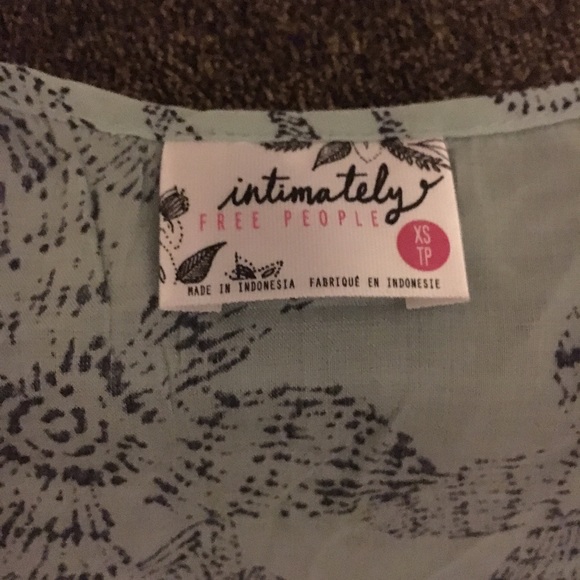 intimately
FREE PEOPLE
XS
TP
MADE IN INDONESIA FABRIQUÉ EN INDONESIE